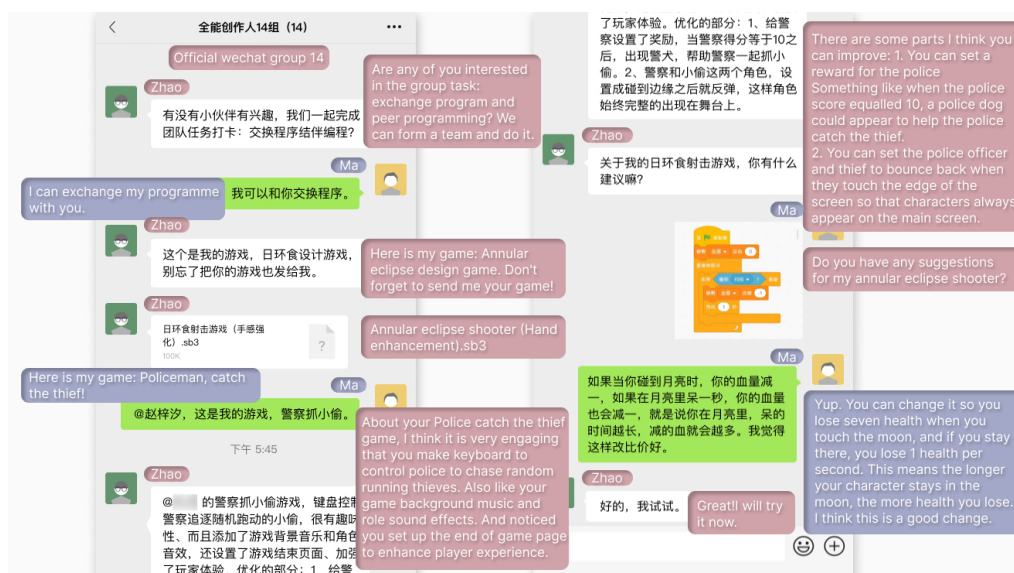 全能创作人14组（14）
Official wechat group 14
Zhao
有没有小伙伴有兴趣，我们一起完成
团队任务打卡：交换程序结伴编程？
Are any of you interested
in the group task:
exchange program and
peer programming? We
can form a team and do it.
Ma
我可以和你交换程序。
I can exchange my programme
with you.
Zhao
这个是我的游戏，日环食设计游戏，
别忘了把你的游戏也发给我。
Here is my game: Annular
eclipse design game. Don't
forget to send me your game!
Zhao
日环食射击游戏（手感强
化）.sb3
100K
?
Annular eclipse shooter (Hand
enhancement).sb3
Here is my game: Policeman, catch
the thief!
Ma
@赵梓汐，这是我的游戏，警察抓小偷。
下午 5:45
Zhao
@
的警察抓小偷游戏，键盘控制
警察追逐随机跑动的小偷，很有趣味
性、而且添加了游戏背景音乐和角色
音效，还设置了游戏结束页面、加强
了玩家体验。优化的部分：1、给警
About your Police catch the thief
game, I think it is very engaging
that you make keyboard to
control police to chase random
running thieves. Also like your
game background music and
role sound effects. And noticed
you set up the end of game page
to enhance player experience.
了玩家体验。优化的部分：1、给警
察设置了奖励，当警察得分等于10之
后，出现警犬，帮助警察一起抓小
偷。2、警察和小偷这两个角色，设
置成碰到边缘之后就反弹，这样角色
始终完整的出现在舞台上。
There are some parts I think you
can improve: 1. You can set a
reward for the police
Something like when the police
score equalled 10, a police dog
could appear to help the police
catch the thief.
2. You can set the police officer
and thief to bounce back when
they touch the edge of the
screen so that characters always
appear on the main screen.
Zhao
关于我的日环食射击游戏，你有什么
建议嘛？
Do you have any suggestions
for my annular eclipse shooter?
Ma
Ma
如果当你碰到月亮时，你的血量减
一，如果在月亮里呆一秒，你的血量
也会减一，就是说你在月亮里，呆的
时间越长，减的血就会越多。我觉得
这样改比价好。
Yup. You can change it so you
lose seven health when you
touch the moon, and if you stay
there, you lose 1 health per
second. This means the longer
your character stays in the
moon, the more health you lose.
I think this is a good change.
Zhao
好的，我试试。
Great!I will try
it now.